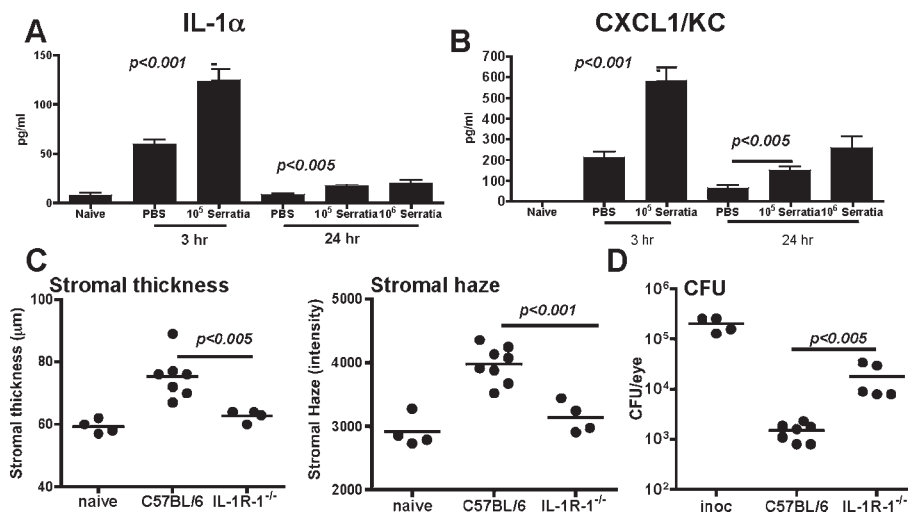 A
IL-1α
pg/ml
150
100
50
0
p<0.001
p<0.005
Naive PBS 10⁵ Serratia PBS 10⁵ Serratia 10⁶ Serratia
3 hr 24 hr
B
CXCL1/KC
pg/ml
700
600
500
400
300
200
100
0
p<0.001
p<0.005
Naive PBS 10⁵ Serratia PBS 10⁵ Serratia 10⁶ Serratia
3 hr 24 hr
C
Stromal thickness
Stromal thickness (μm)
100
80
60
40
p<0.005
naive C57BL/6 IL-1R-1⁻/⁻
Stromal haze
Stromal Haze (intensity)
5000
4000
3000
2000
p<0.001
naive C57BL/6 IL-1R-1⁻/⁻
D
CFU
CFU/eye
10⁶
10⁵
10⁴
10³
10²
p<0.005
inoc C57BL/6 IL-1R-1⁻/⁻